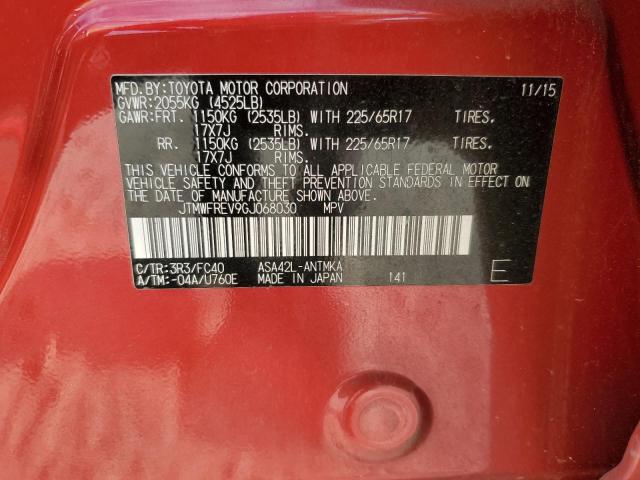 MFD.BY:TOYOTA MOTOR CORPORATION 11/15
GVWR:2055KG (4525LB)
GAWR:FRT. 1150KG (2535LB) WITH 225/65R17 TIRES.
17X7J RIMS.
RR. 1150KG (2535LB) WITH 225/65R17 TIRES.
17X7J RIMS.
THIS VEHICLE CONFORMS TO ALL APPLICABLE FEDERAL MOTOR
VEHICLE SAFETY AND THEFT PREVENTION STANDARDS IN EFFECT ON
THE DATE OF MANUFACTURE SHOWN ABOVE.
JTMWFREV9GJ068030 MPV
C/TR:3R3/FC40 ASA42L-ANTMKA
A/TM:-04A/U760E MADE IN JAPAN 141 E